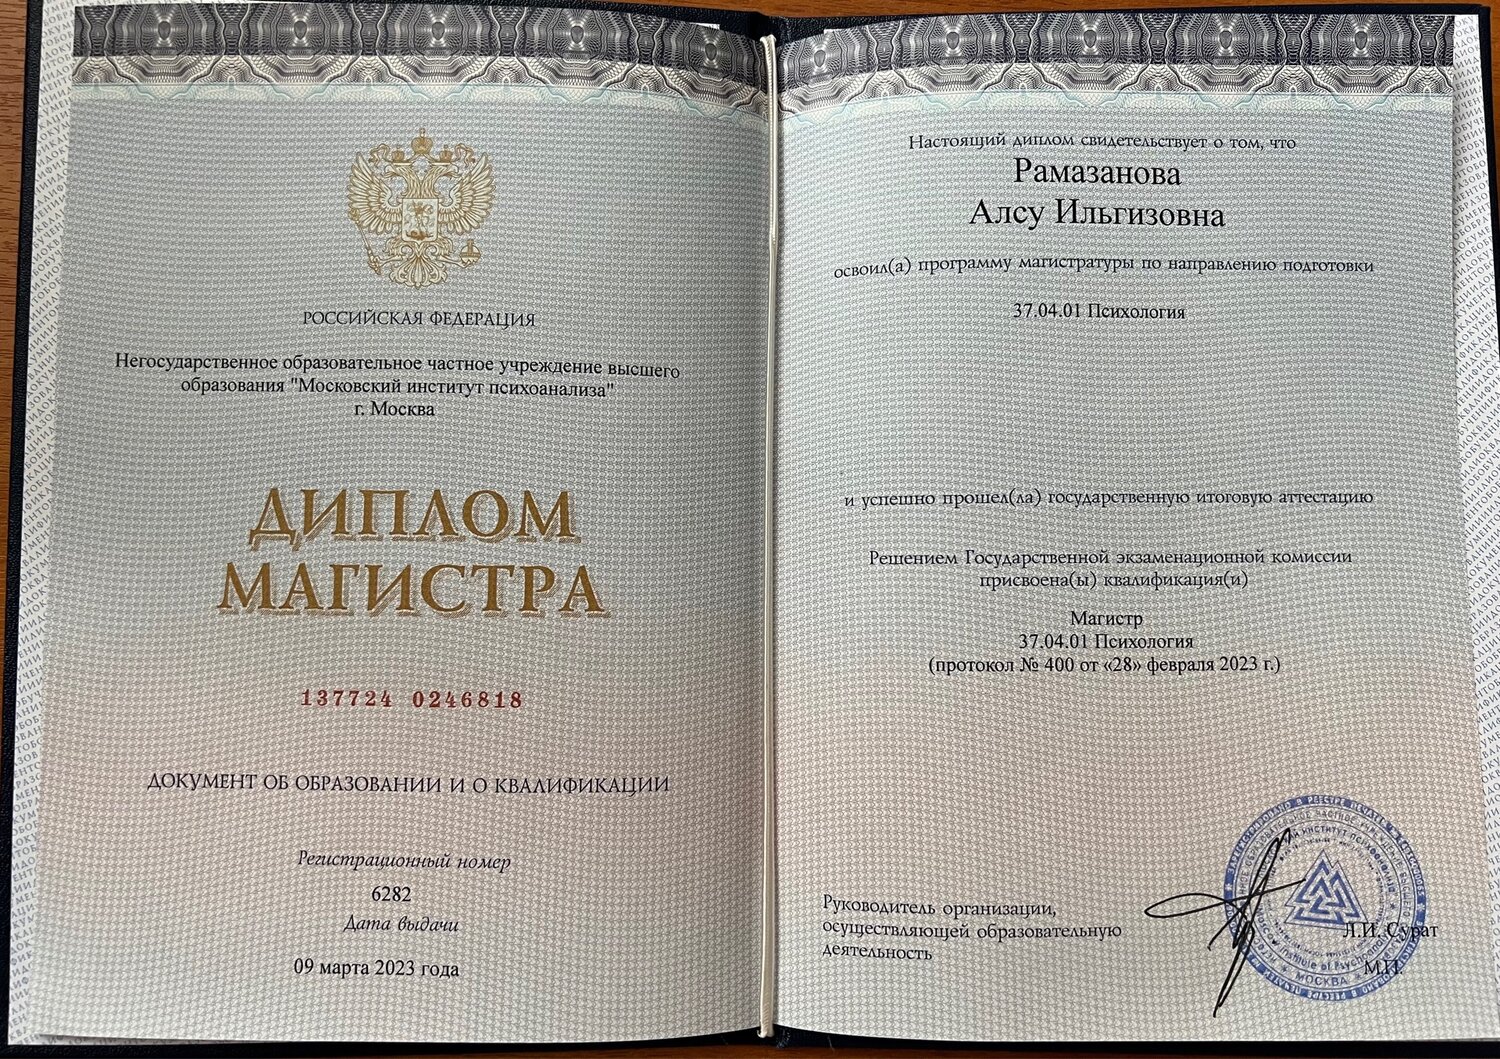 РОССИЙСКАЯ ФЕДЕРАЦИЯ
Негосударственное образовательное частное учреждение высшего
образования "Московский институт психоанализа"
г. Москва
ДИПЛОМ
МАГИСТРА
137724 0246818
ДОКУМЕНТ ОБ ОБРАЗОВАНИИ И О КВАЛИФИКАЦИИ
Регистрационный номер
6282
Дата выдачи
09 марта 2023 года
Настоящий диплом свидетельствует о том, что
Рамазанова
Алсу Ильгизовна
освоил(а) программу магистратуры по направлению подготовки
37.04.01 Психология
и успешно прошел(ла) государственную итоговую аттестацию
Решением Государственной экзаменационной комиссии
присвоена(ы) квалификация(и)
Магистр
37.04.01 Психология
(протокол № 400 от «28» февраля 2023 г.)
Руководитель организации,
осуществляющей образовательную
деятельность
Л.И. Сурат
М.П.
МОСКВА